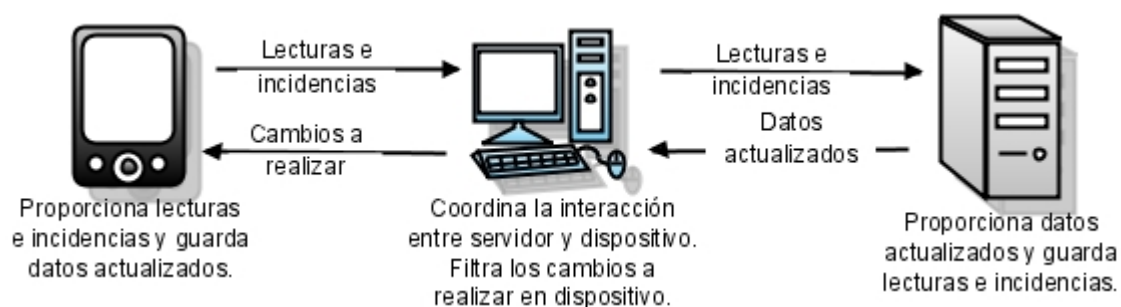 Lecturas e
incidencias
Cambios a
realizar
Lecturas e
incidencias
Datos
actualizados
Proporciona lecturas
e incidencias y guarda
datos actualizados.
Coordina la interacción
entre servidor y dispositivo.
Filtra los cambios a
realizar en dispositivo.
Proporciona datos
actualizados y guarda
lecturas e incidencias.